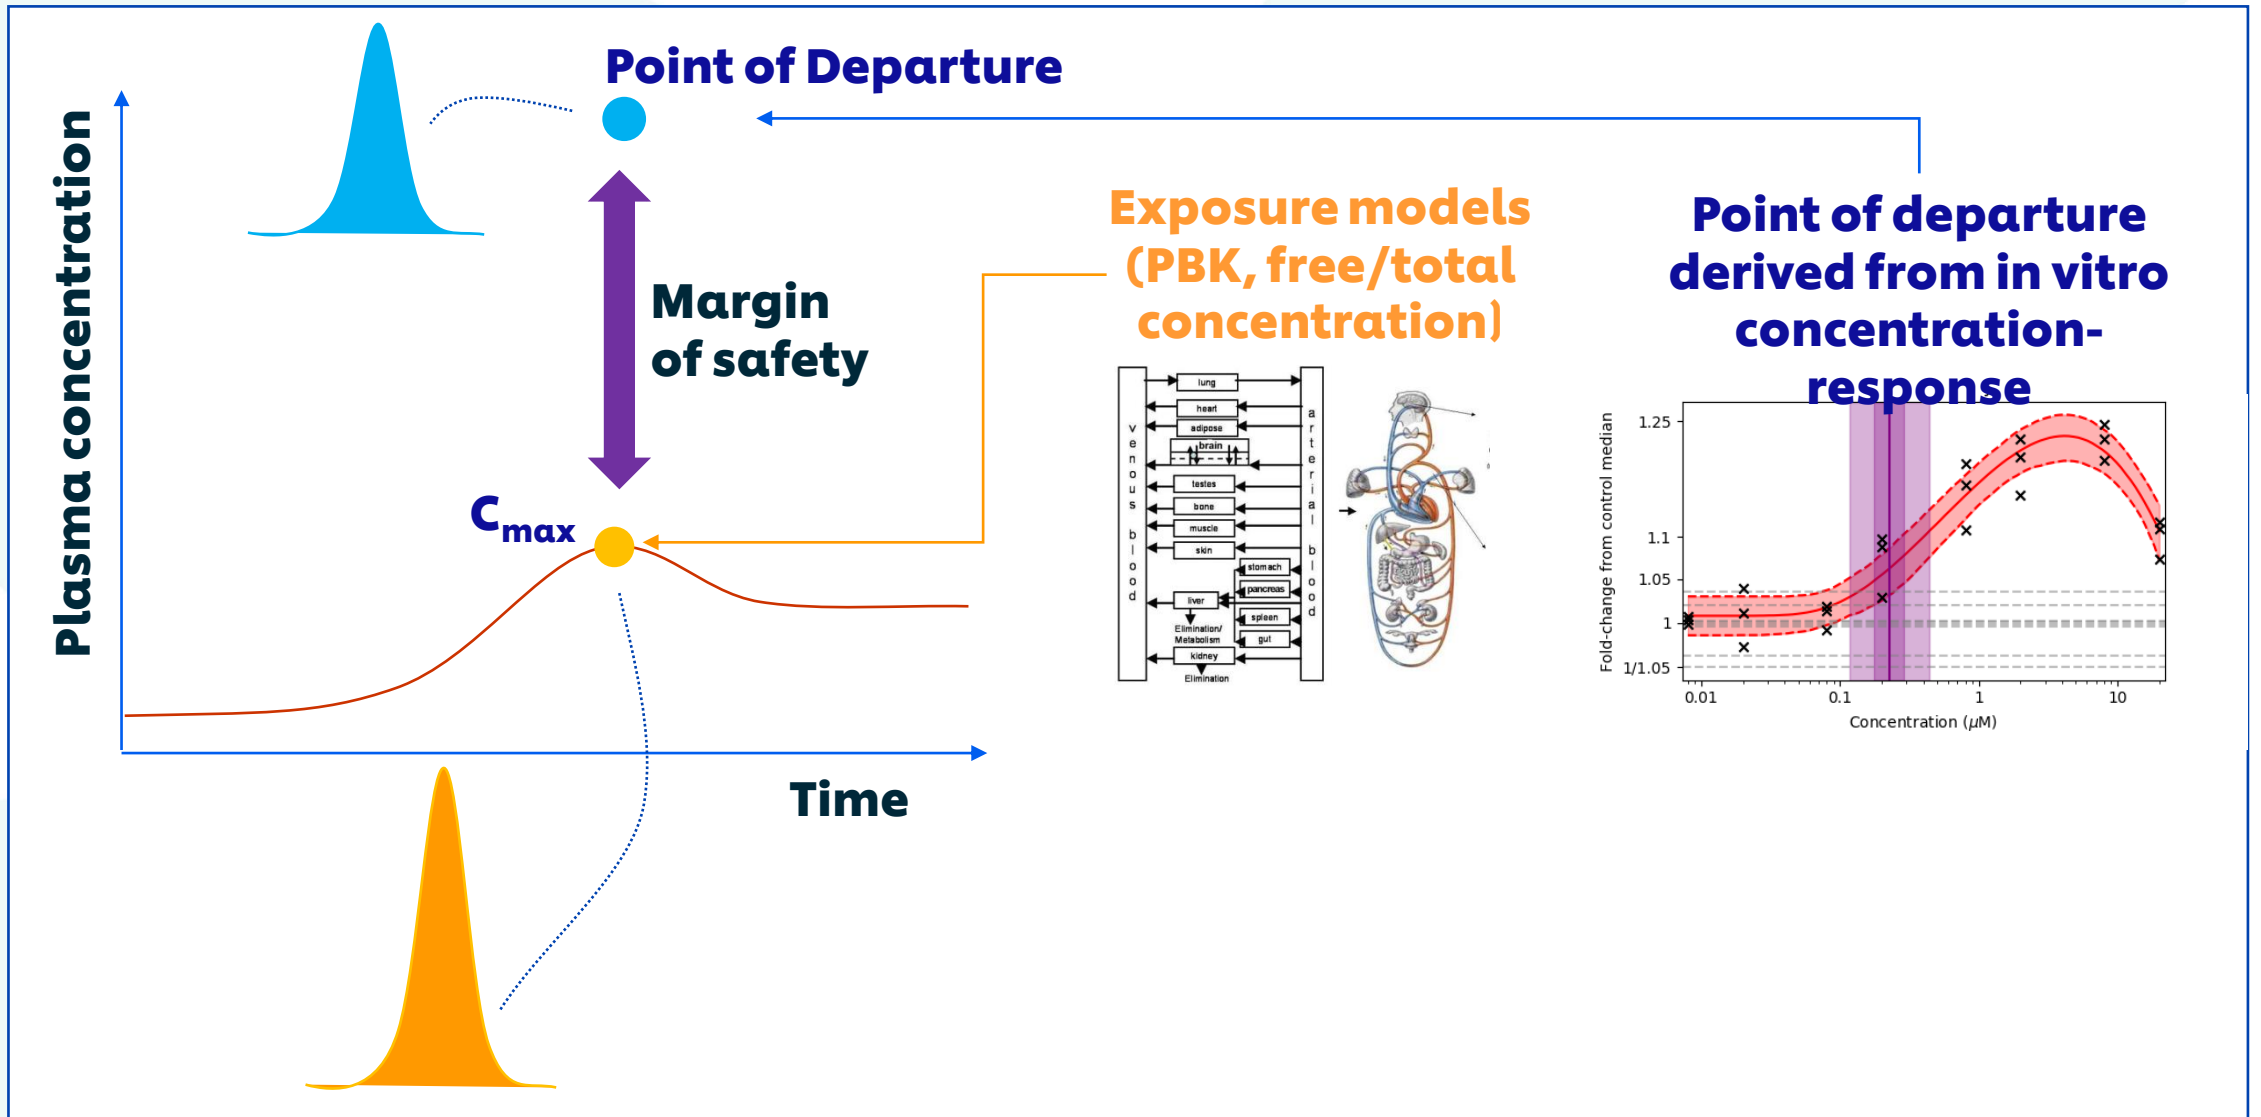 Point of Departure
Plasma concentration
Margin
of safety
Cmax
Time
Exposure models
(PBK, free/total
concentration)
venous blood
arterial blood
lung
heart
adipose
brain
testes
bone
muscle
skin
stomach
pancreas
liver
spleen
Elimination/
Metabolism
gut
kidney
Elimination
Point of departure
derived from in vitro
concentration-
response
Fold-change from control median
1.25
1.1
1.05
1
1/1.05
0.01
0.1
1
10
Concentration (μM)